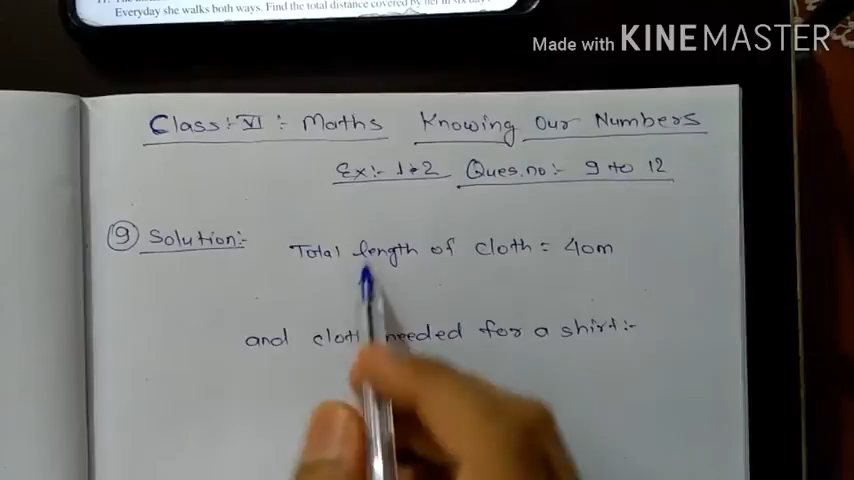 Everyday she walks both ways. Find the total distance covered by her in six day
Made with KINEMASTER
Class:- VI :- Maths Knowing Our Numbers
Ex:- 1.2 Ques.no:- 9 to 12
9 Solution:- Total length of cloth = 40m
and cloth needed for a shirt:-